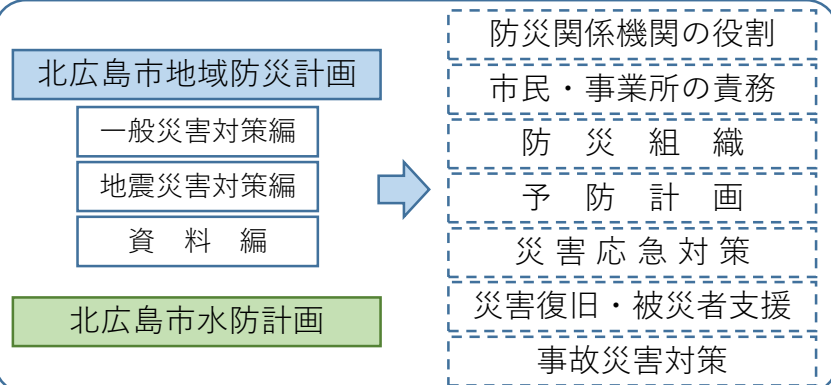 北広島市地域防災計画
一般災害対策編
地震災害対策編
資 料 編
北広島市水防計画
防災関係機関の役割
市民・事業所の責務
防 災 組 織
予 防 計 画
災 害 応 急 対 策
災害復旧・被災者支援
事故災害対策